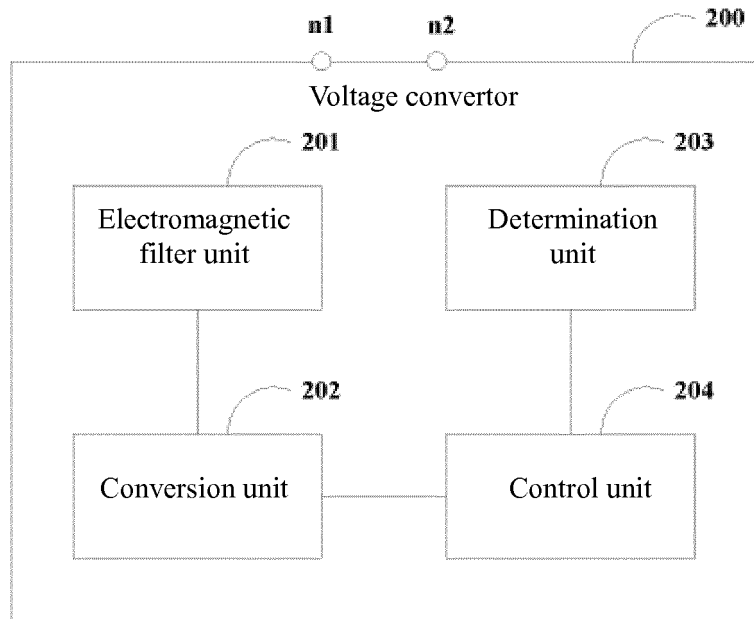 n1 n2 200
Voltage convertor
201 203
Electromagnetic
filter unit
Determination
unit
202 204
Conversion unit
Control unit